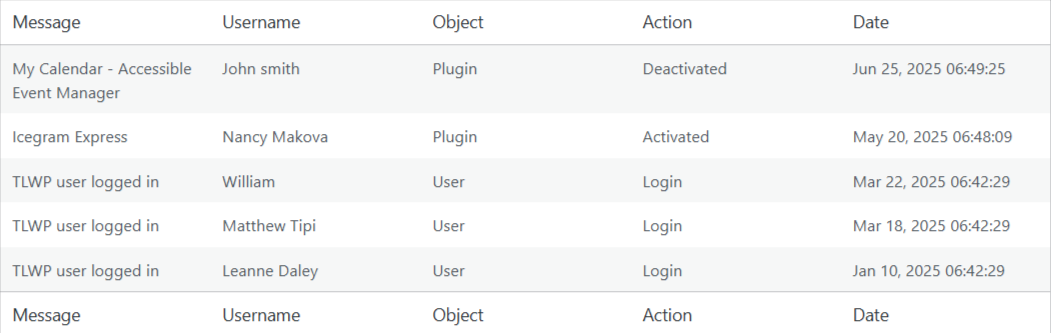 Message Username Object Action Date
My Calendar - Accessible John smith Plugin Deactivated Jun 25, 2025 06:49:25
Event Manager
Icegram Express Nancy Makova Plugin Activated May 20, 2025 06:48:09
TLWP user logged in William User Login Mar 22, 2025 06:42:29
TLWP user logged in Matthew Tipi User Login Mar 18, 2025 06:42:29
TLWP user logged in Leanne Daley User Login Jan 10, 2025 06:42:29
Message Username Object Action Date